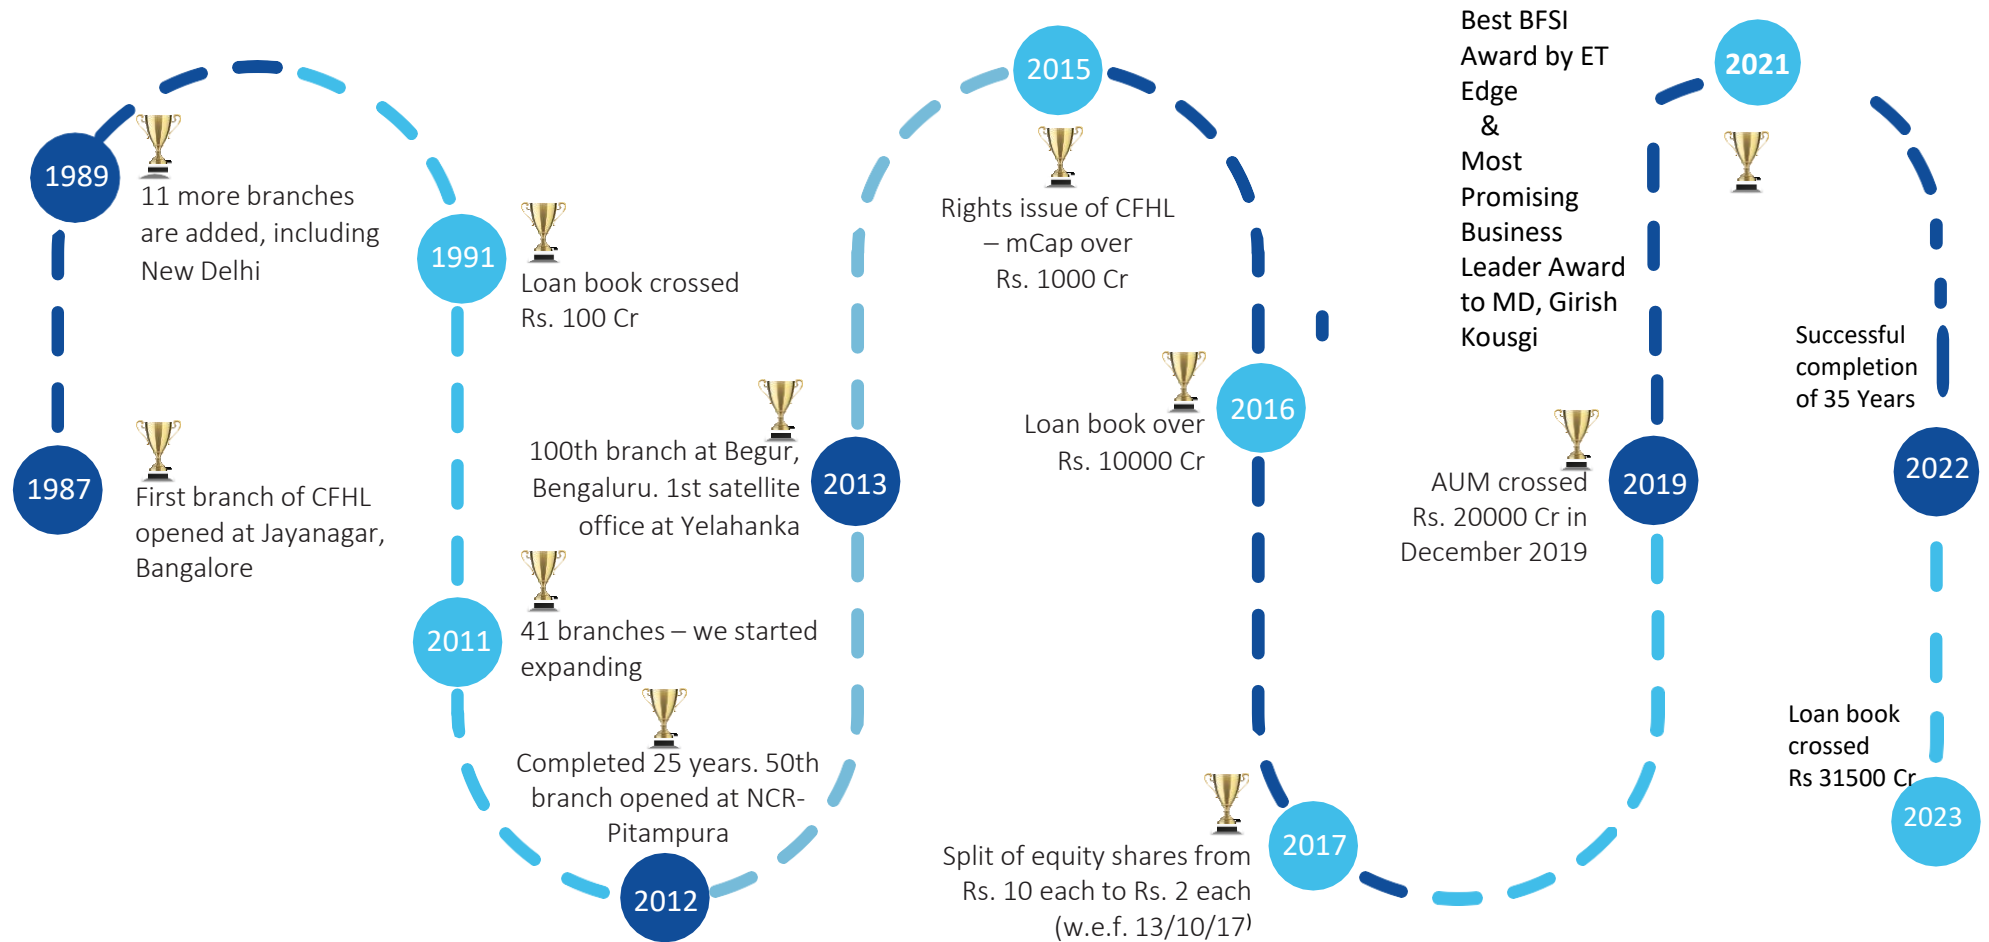 1987
First branch of CFHL
opened at Jayanagar,
Bangalore
1989
11 more branches
are added, including
New Delhi
1991
Loan book crossed
Rs. 100 Cr
2011
41 branches – we started
expanding
Completed 25 years. 50th
branch opened at NCR-
Pitampura
2012
100th branch at Begur,
Bengaluru. 1st satellite
office at Yelahanka
2013
2015
Rights issue of CFHL
– mCap over
Rs. 1000 Cr
2016
Loan book over
Rs. 10000 Cr
2017
Split of equity shares from
Rs. 10 each to Rs. 2 each
(w.e.f. 13/10/17)
2019
AUM crossed
Rs. 20000 Cr in
December 2019
2021
Best BFSI
Award by ET
Edge
&
Most
Promising
Business
Leader Award
to MD, Girish
Kousgi
Successful
completion
of 35 Years
2022
Loan book
crossed
Rs 31500 Cr
2023